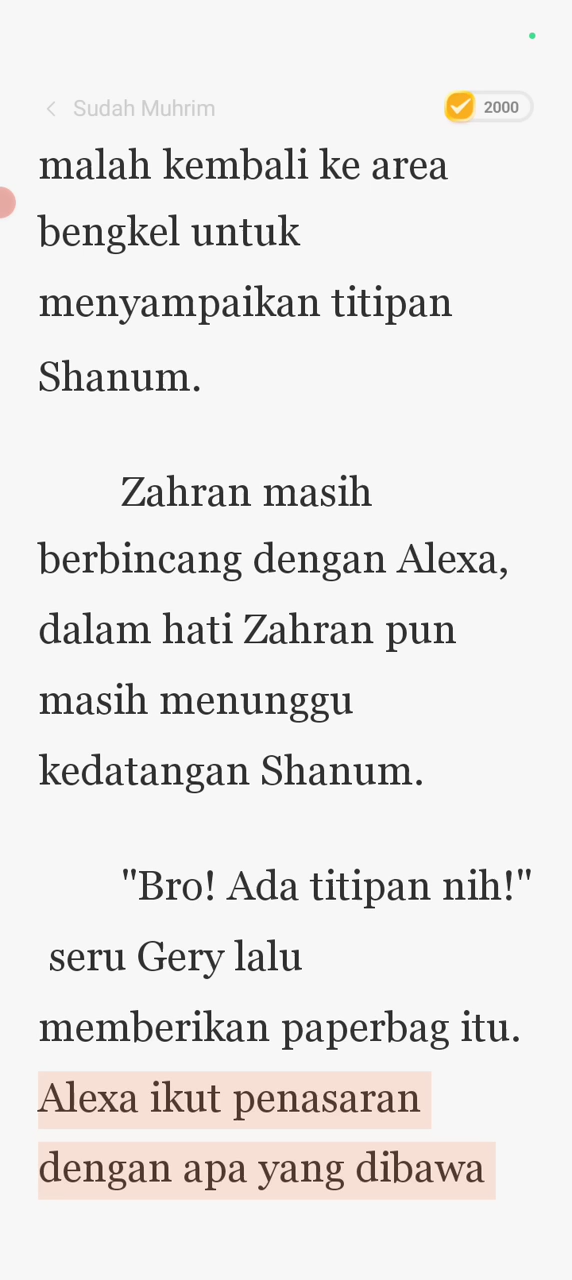 Sudah Muhrim
2000
malah kembali ke area
bengkel untuk
menyampaikan titipan
Shanum.
Zahran masih
berbincang dengan Alexa,
dalam hati Zahran pun
masih menunggu
kedatangan Shanum.
"Bro! Ada titipan nih!"
seru Gery lalu
memberikan paperbag itu.
Alexa ikut penasaran
dengan apa yang dibawa